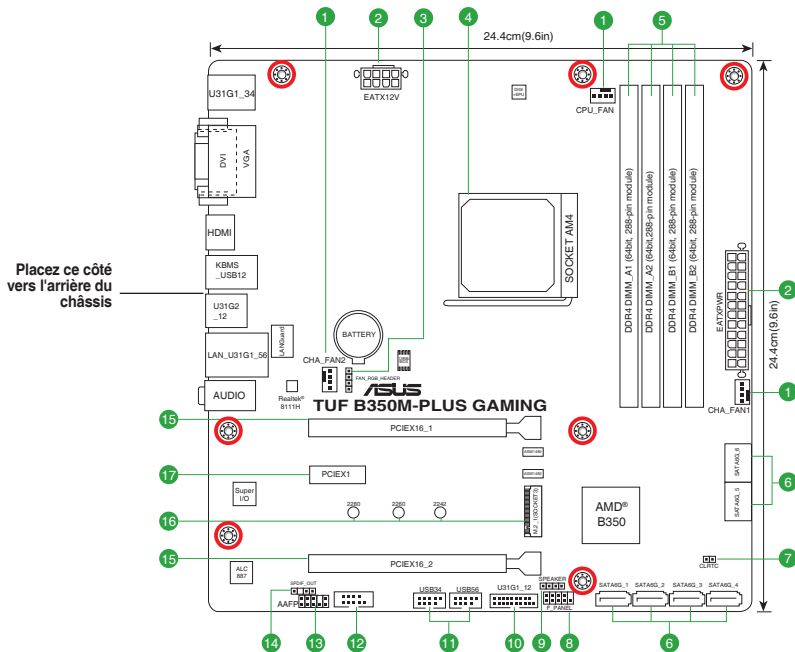 1
2
3
4
1
5
24.4cm(9.6in)
U31G1_34
EATX12V
DIGI
+EPU
CPU_FAN
DVI
VGA
SOCKET AM4
DDR4 DIMM_A1 (64bit, 288-pin module)
DDR4 DIMM_A2 (64bit,288-pin module)
DDR4 DIMM_B1 (64bit, 288-pin module)
DDR4 DIMM_B2 (64bit, 288-pin module)
HDMI
KBMS
_USB12
Placez ce côté
vers l'arrière du
châssis
EATXPWR
2
24.4cm(9.6in)
U31G2
_12
BATTERY
LANGuard
LAN_U31G1_56
CHA_FAN2
FAN_RGB_HEADER
AUDIO
Realtek®
8111H
ASUS
TUF B350M-PLUS GAMING
1
CHA_FAN1
15
PCIEX16_1
SATA6G_6
17
PCIEX1
6
SATA6G_5
Super
I/O
2280
2260
2242
M.2_1(SOCKET3)
AMD®
B350
16
15
PCIEX16_2
7
CLRTC
ALC
887
SPDIF_OUT
AAFP
USB34
USB56
U31G1_12
SPEAKER
F_PANEL
SATA6G_1
SATA6G_2
SATA6G_3
SATA6G_4
14
13
12
11
10
9
8
6